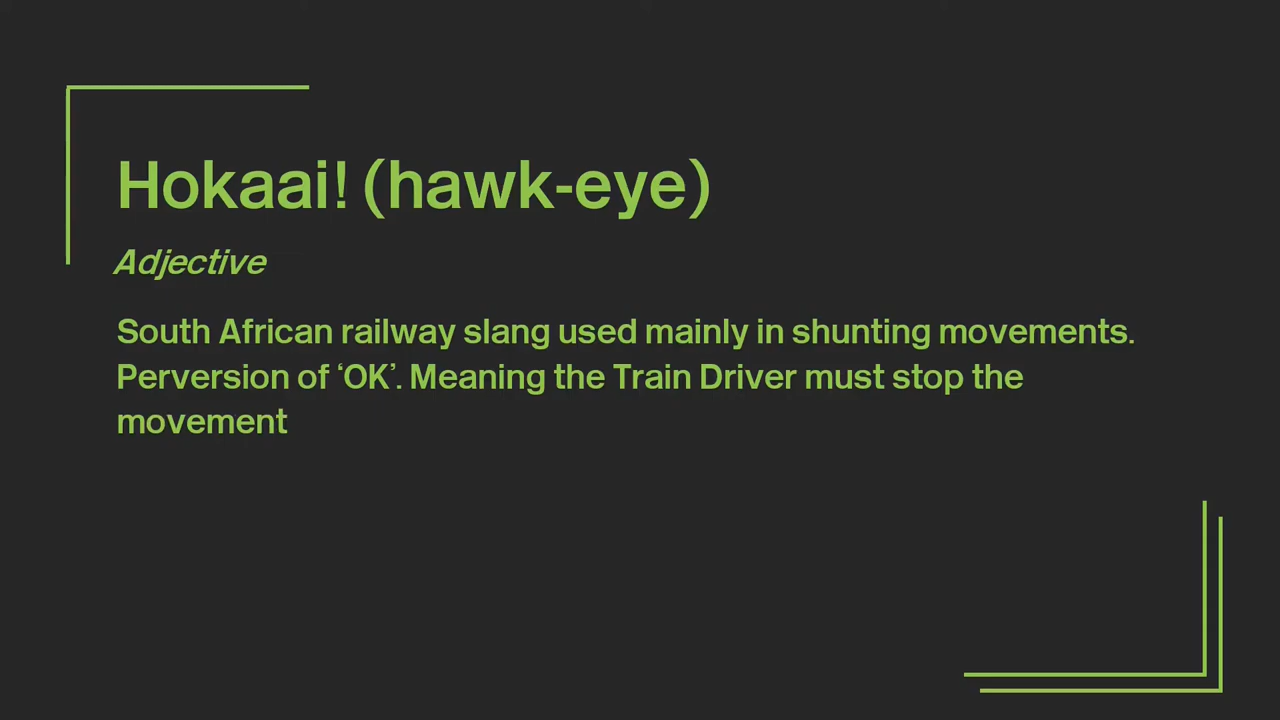 Hokaai! (hawk-eye)
Adjective
South African railway slang used mainly in shunting movements.
Perversion of ‘OK’. Meaning the Train Driver must stop the
movement